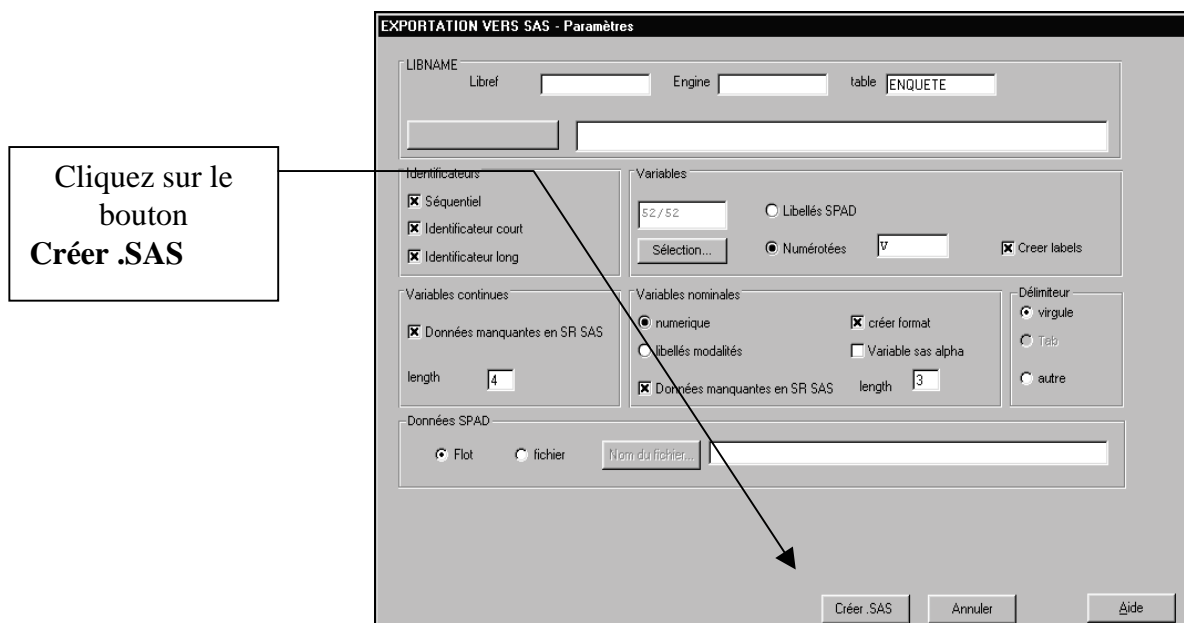 EXPORTATION VERS SAS - Paramètres
LIBNAME
Libref Engine table ENQUETE
Cliquez sur le
bouton
Créer .SAS
Identificateurs
Séquentiel
Identificateur court
Identificateur long
Variables
52/52 Libellés SPAD
Sélection... Numérotées V Creer labels
Variables continues
Données manquantes en SR SAS
length 4
Variables nominales
numerique créer format
libellés modalités Variable sas alpha
Données manquantes en SR SAS length 3
Délimiteur
virgule
Tab
autre
Données SPAD
Flot fichier Nom du fichier...
Créer .SAS Annuler Aide